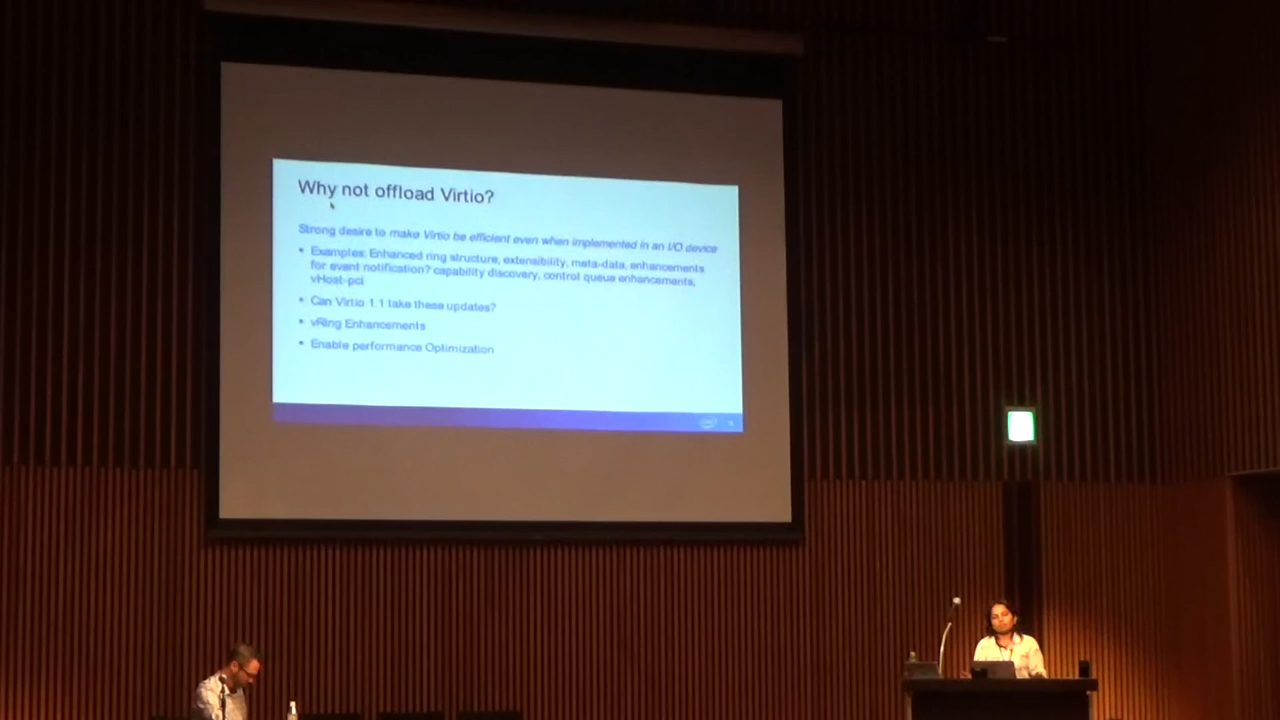 Why not offload Virtio?
Strong desire to make Virtio be efficient even when implemented in an I/O device
• Examples: Enhanced ring structure, extensibility, meta-data, enhancements
for event notification? capability discovery, control queue enhancements,
vHost-pci
• Can Virtio 1.1 take these updates?
• vRing Enhancements
• Enable performance Optimization
(intel)